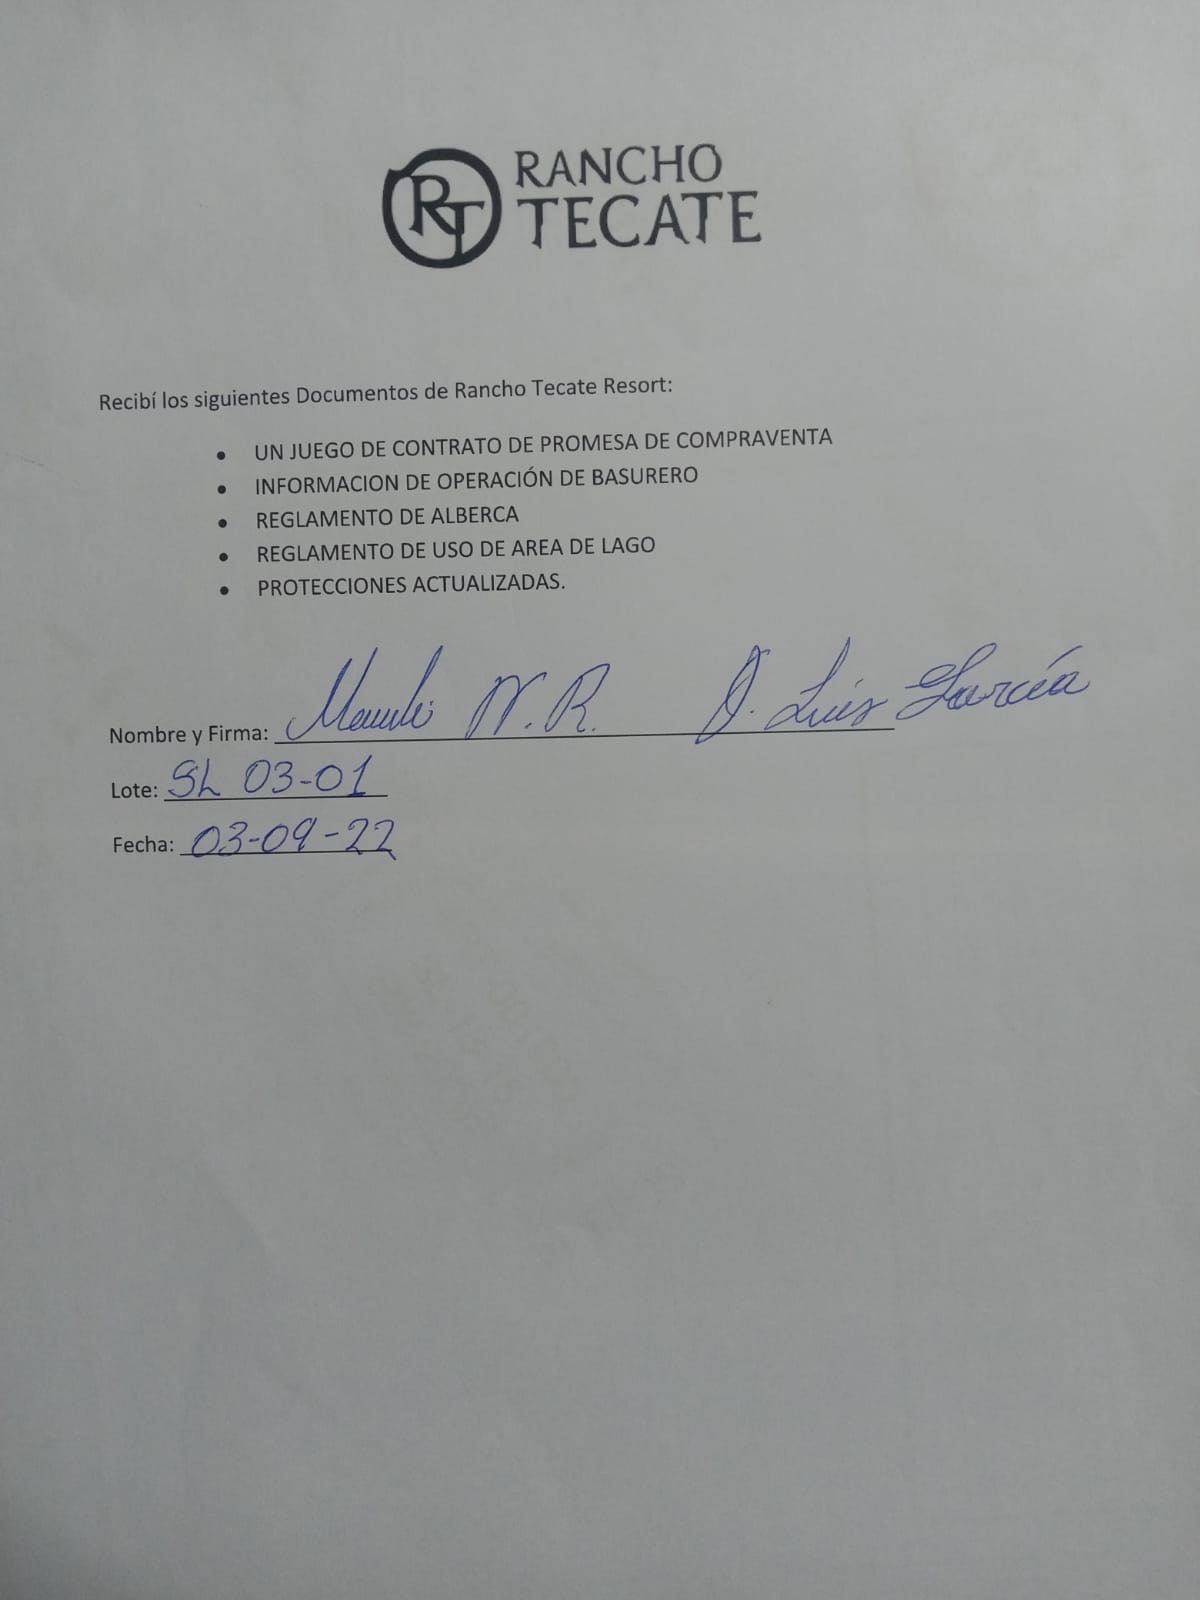 RT RANCHO
TECATE
Recibí los siguientes Documentos de Rancho Tecate Resort:
• UN JUEGO DE CONTRATO DE PROMESA DE COMPRAVENTA
• INFORMACION DE OPERACIÓN DE BASURERO
• REGLAMENTO DE ALBERCA
• REGLAMENTO DE USO DE AREA DE LAGO
• PROTECCIONES ACTUALIZADAS.
Nombre y Firma: N.R. J. Luis García
Lote: SL 03-01
Fecha: 03-09-22